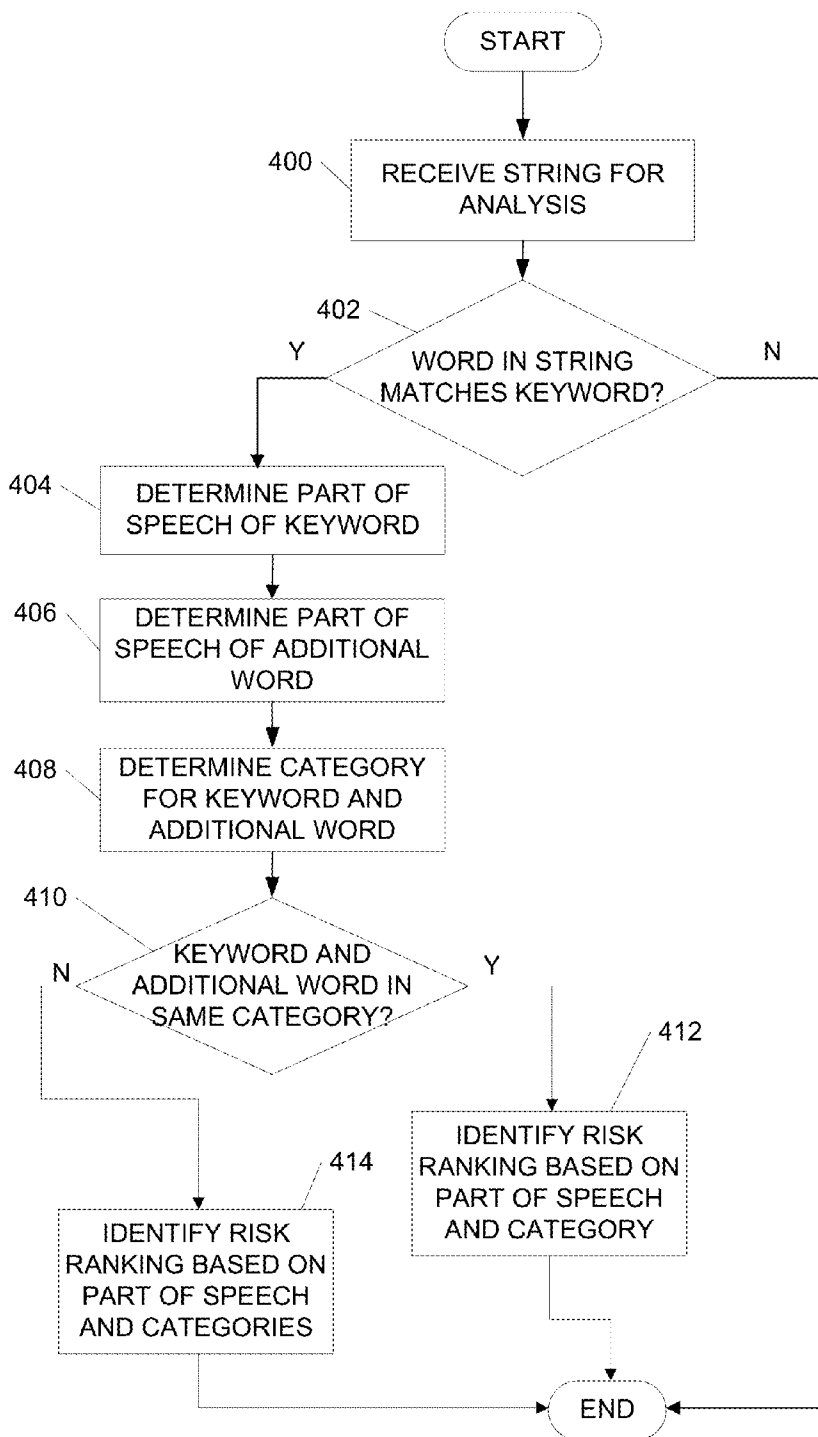 START
400
RECEIVE STRING FOR
ANALYSIS
402
Y
WORD IN STRING
MATCHES KEYWORD?
N
404
DETERMINE PART OF
SPEECH OF KEYWORD
406
DETERMINE PART OF
SPEECH OF ADDITIONAL
WORD
408
DETERMINE CATEGORY
FOR KEYWORD AND
ADDITIONAL WORD
410
N
KEYWORD AND
ADDITIONAL WORD IN
SAME CATEGORY?
Y
412
IDENTIFY RISK
RANKING BASED ON
PART OF SPEECH
AND CATEGORY
414
IDENTIFY RISK
RANKING BASED ON
PART OF SPEECH
AND CATEGORIES
END